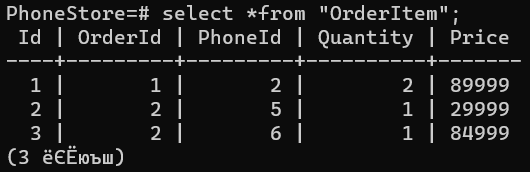 PhoneStore=# select *from "OrderItem";
 Id | OrderId | PhoneId | Quantity | Price
----+---------+---------+----------+-------
  1 |       1 |       2 |        2 | 89999
  2 |       2 |       5 |        1 | 29999
  3 |       2 |       6 |        1 | 84999
(3 ёЄЁюъш)